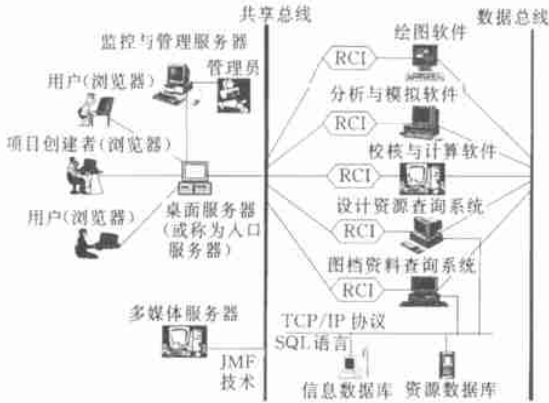 共享总线
数据总线
监控与管理服务器
绘图软件
RCI
用户(浏览器)
管理员
分析与模拟软件
RCI
项目创建者(浏览器)
校核与计算软件
RCI
用户(浏览器)
桌面服务器
(或称为入口
服务器)
设计资源查询系统
RCI
图档资料查询系统
RCI
多媒体服务器
TCP/IP 协议
SQL 语言
JMF
技术
信息数据库
资源数据库